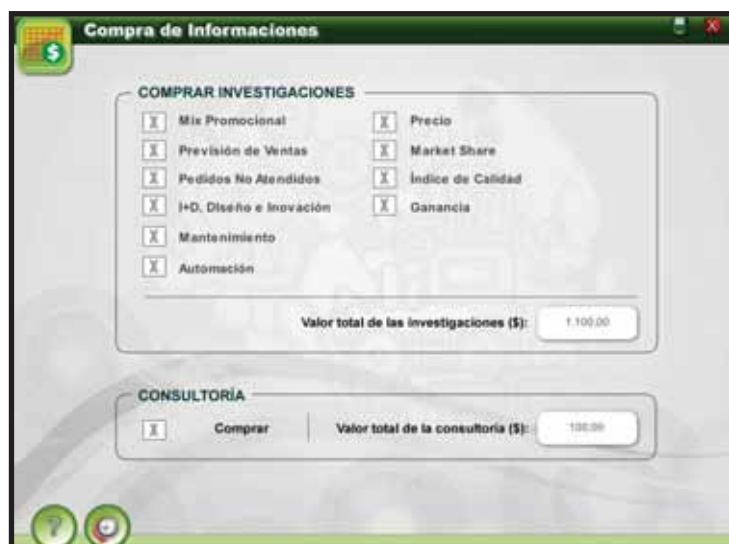 Compra de Informaciones
COMPRAR INVESTIGACIONES
X Mix Promocional
X Precio
X Previsión de Ventas
X Market Share
X Pedidos No Atendidos
X Índice de Calidad
X I+D, Diseño e Inovación
X Ganancia
X Mantenimiento
X Automación
Valor total de las investigaciones ($): 1.100,00
CONSULTORÍA
X Comprar Valor total de la consultoría ($): 100,00